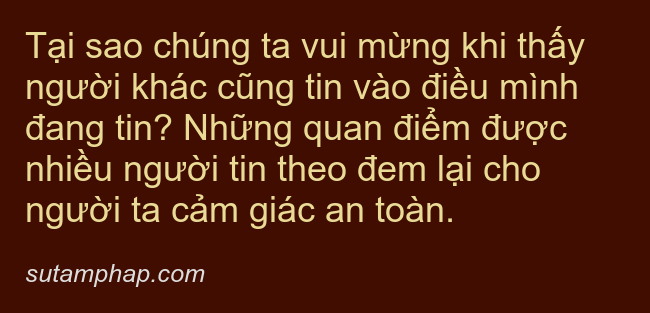 Tại sao chúng ta vui mừng khi thấy
người khác cũng tin vào điều mình
đang tin? Những quan điểm được
nhiều người tin theo đem lại cho
người ta cảm giác an toàn.
sutamphap.com